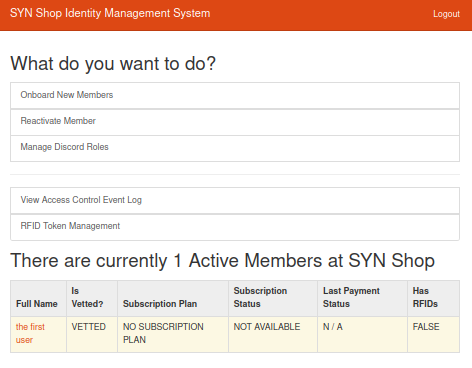 SYN Shop Identity Management System
Logout
What do you want to do?
Onboard New Members
Reactivate Member
Manage Discord Roles
View Access Control Event Log
RFID Token Management
There are currently 1 Active Members at SYN Shop
Full Name Is Vetted? Subscription Plan Subscription Status Last Payment Status Has RFIDs
the first user VETTED NO SUBSCRIPTION PLAN NOT AVAILABLE N / A FALSE